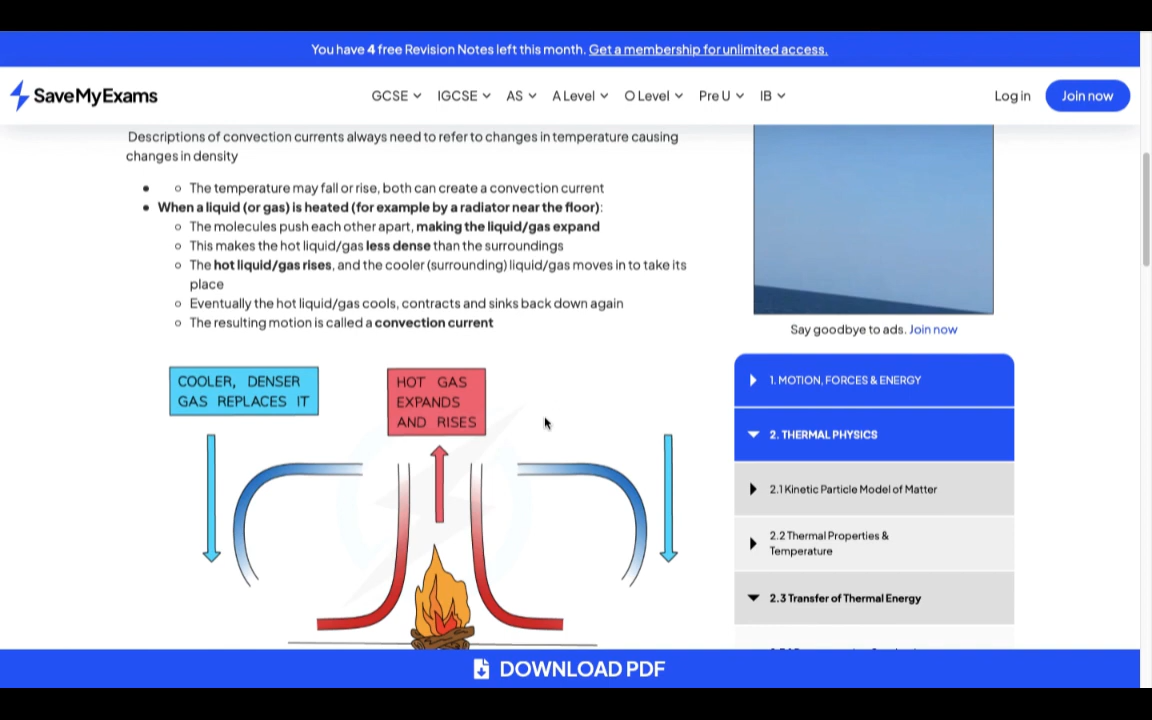 You have 4 free Revision Notes left this month. Get a membership for unlimited access.
SaveMyExams
GCSE
IGCSE
AS
A Level
O Level
Pre U
IB
Log in
Join now
Descriptions of convection currents always need to refer to changes in temperature causing
changes in density
The temperature may fall or rise, both can create a convection current
When a liquid (or gas) is heated (for example by a radiator near the floor):
The molecules push each other apart, making the liquid/gas expand
This makes the hot liquid/gas less dense than the surroundings
The hot liquid/gas rises, and the cooler (surrounding) liquid/gas moves in to take its
place
Eventually the hot liquid/gas cools, contracts and sinks back down again
The resulting motion is called a convection current
COOLER, DENSER
GAS REPLACES IT
HOT GAS
EXPANDS
AND RISES
Say goodbye to ads. Join now
1. MOTION, FORCES & ENERGY
2. THERMAL PHYSICS
2.1 Kinetic Particle Model of Matter
2.2 Thermal Properties &
Temperature
2.3 Transfer of Thermal Energy
DOWNLOAD PDF